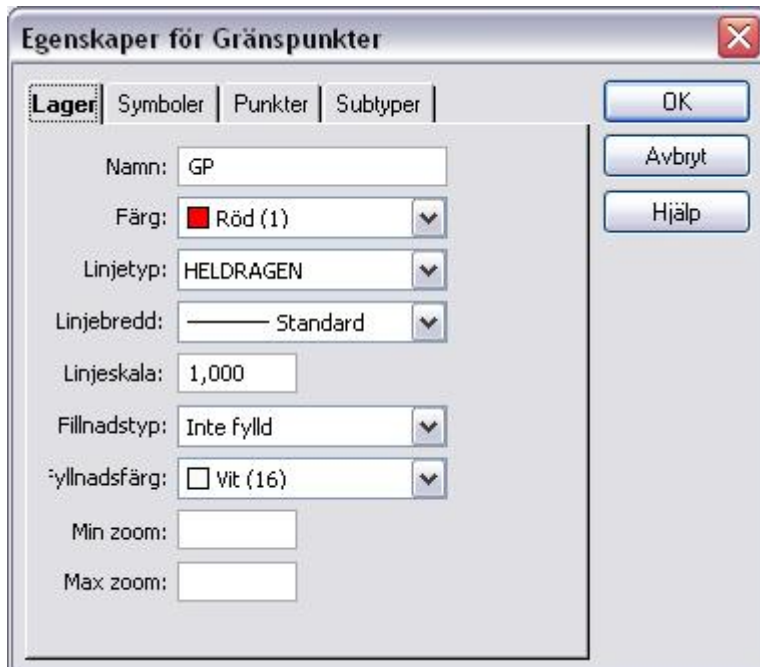 Egenskaper för Gränspunkter
Lager Symboler Punkter Subtyper
OK
Avbryt
Hjälp
Namn: GP
Färg: Röd (1)
Linjetyp: HELDRAGEN
Linjebredd: Standard
Linjeskala: 1,000
Fillnadstyp: Inte fylld
yllnadsfärg: Vit (16)
Min zoom:
Max zoom: